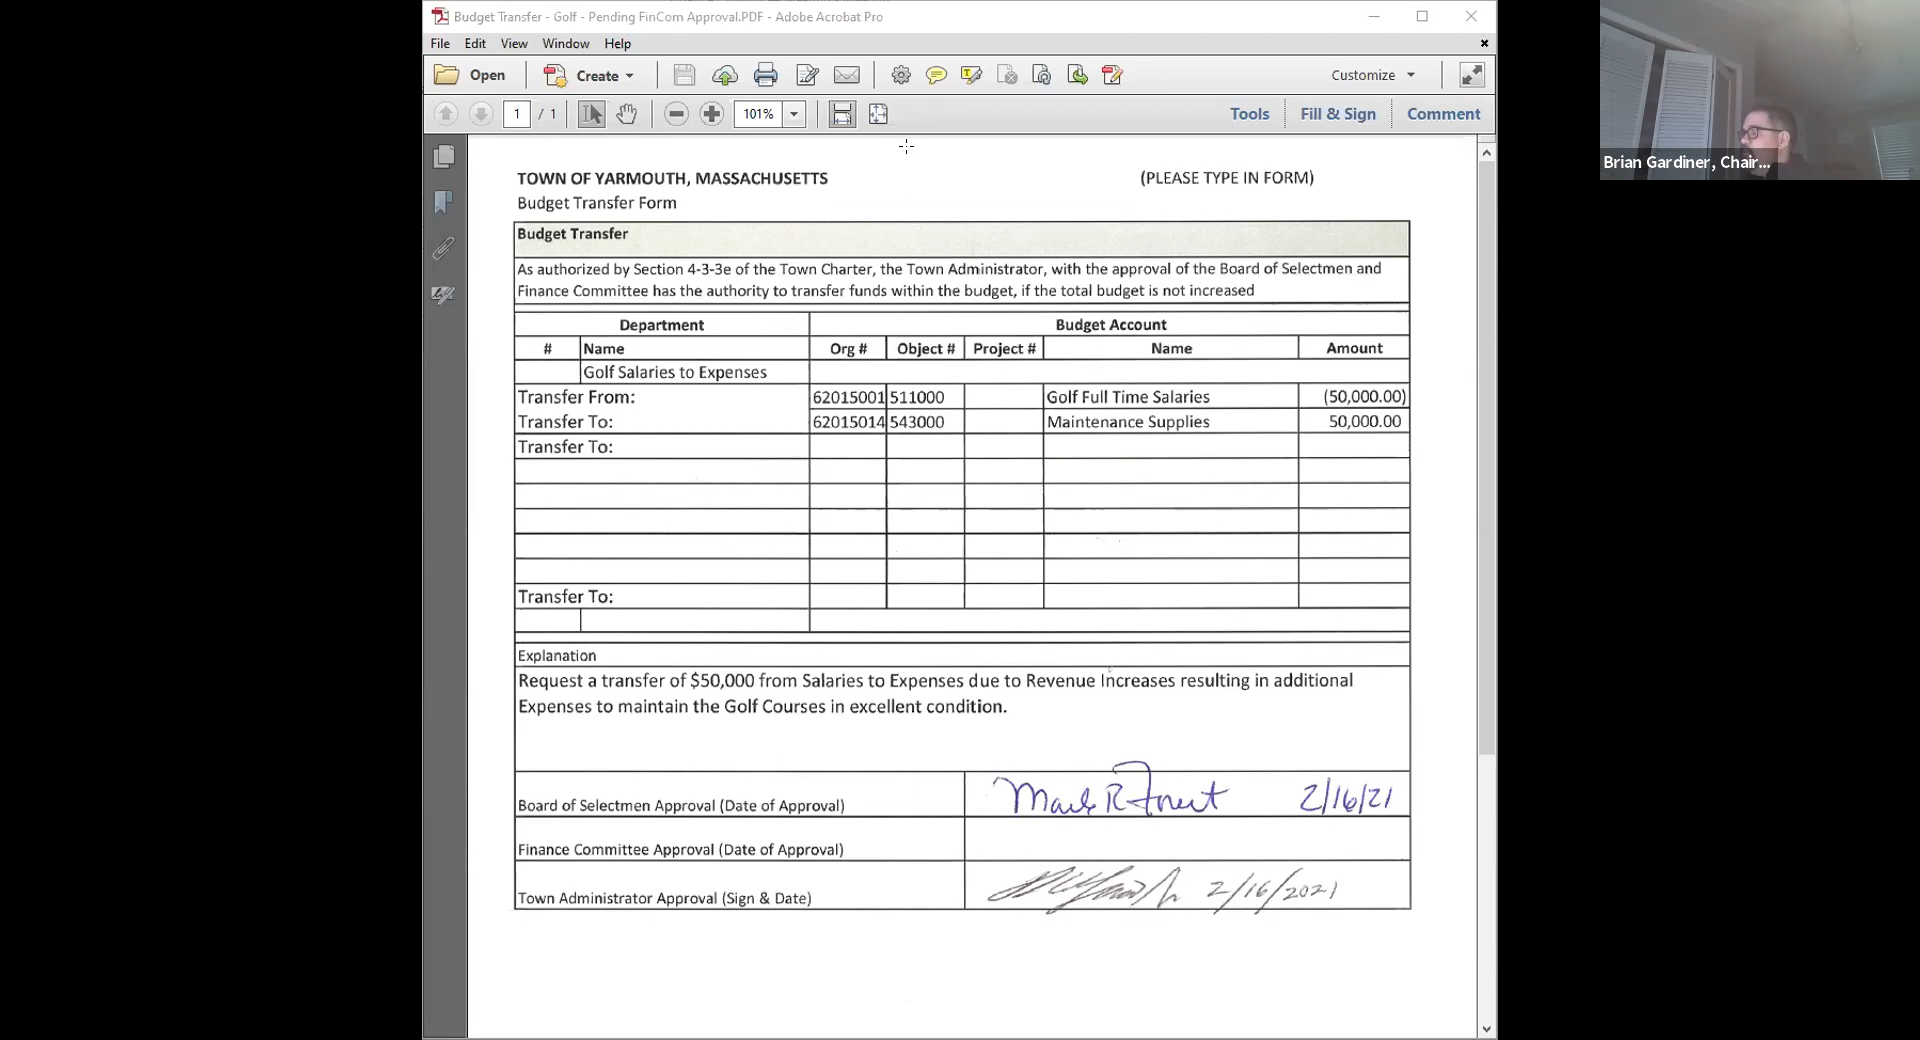 Budget Transfer - Golf - Pending FinCom Approval.PDF - Adobe Acrobat Pro
File Edit View Window Help
Open Create Customize
1 / 1 101% Tools Fill & Sign Comment
Brian Gardiner, Chair...
TOWN OF YARMOUTH, MASSACHUSETTS (PLEASE TYPE IN FORM)
Budget Transfer Form
Budget Transfer
As authorized by Section 4-3-3e of the Town Charter, the Town Administrator, with the approval of the Board of Selectmen and
Finance Committee has the authority to transfer funds within the budget, if the total budget is not increased
Department Budget Account
# Name Org # Object # Project # Name Amount
Golf Salaries to Expenses
Transfer From: 62015001 511000 Golf Full Time Salaries (50,000.00)
Transfer To: 62015014 543000 Maintenance Supplies 50,000.00
Transfer To:
Transfer To:
Explanation
Request a transfer of $50,000 from Salaries to Expenses due to Revenue Increases resulting in additional
Expenses to maintain the Golf Courses in excellent condition.
Board of Selectmen Approval (Date of Approval) Mark R Forest 2/16/21
Finance Committee Approval (Date of Approval)
Town Administrator Approval (Sign & Date) 2/16/2021